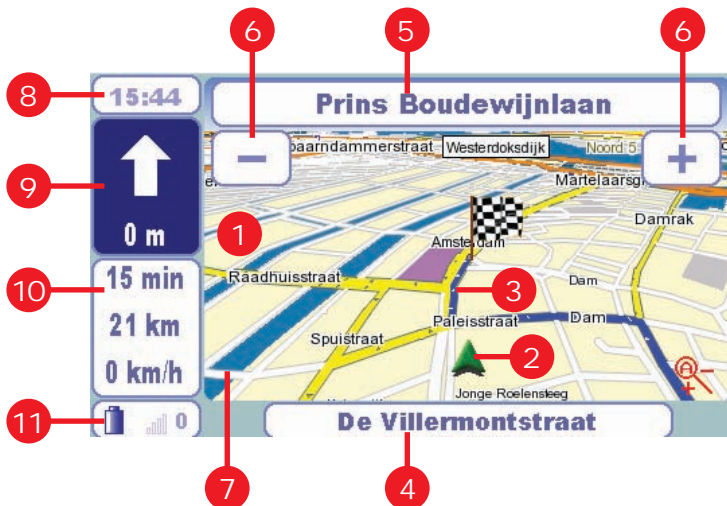 6
5
6
8
15:44
Prins Boudewijnlaan
paarndammerstraat
Westerdoksdijk
Noord 5
Martelaarsg
9
0 m
1
Damrak
Amsterdam
10
15 min
Raadhuisstraat
3
Dam
21 km
Paleisstraat
Dam
Spuistraat
2
0 km/h
A
Jonge Roelensteeg
11
0
De Villermontstraat
7
4